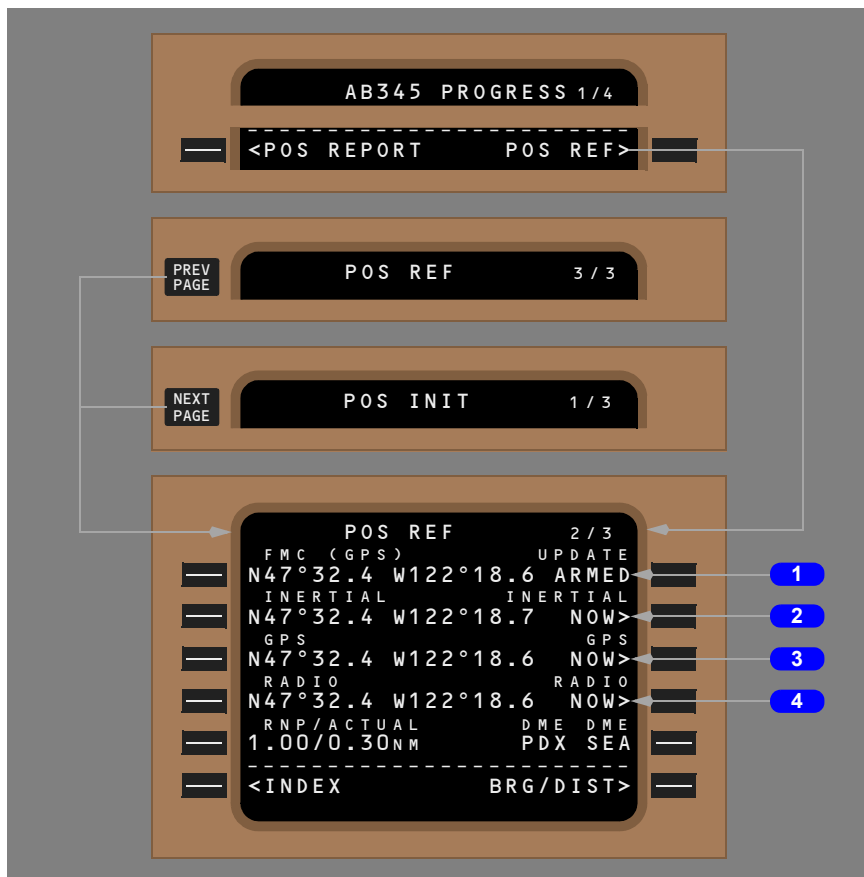 AB345 PROGRESS 1/4
<POS REPORT POS REF>
PREV
PAGE
POS REF 3/3
NEXT
PAGE
POS INIT 1/3
POS REF 2/3
FMC (GPS) UPDATE
N47°32.4 W122°18.6 ARMED
1
INERTIAL INERTIAL
N47°32.4 W122°18.7 NOW>
2
GPS GPS
N47°32.4 W122°18.6 NOW>
3
RADIO RADIO
N47°32.4 W122°18.6 NOW>
4
RNP/ACTUAL DME DME
1.00/0.30NM PDX SEA
<INDEX BRG/DIST>